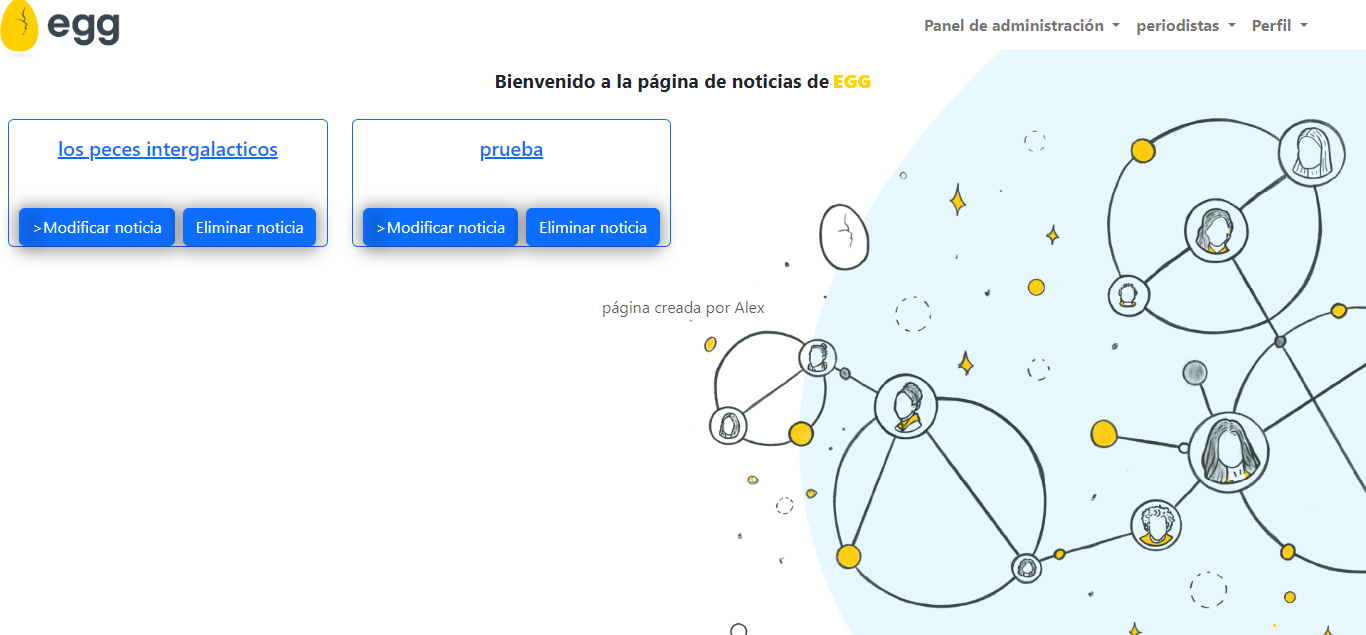 egg
Panel de administración periodistas Perfil
Bienvenido a la página de noticias de EGG
los peces intergalacticos
prueba
>Modificar noticia Eliminar noticia
>Modificar noticia Eliminar noticia
página creada por Alex